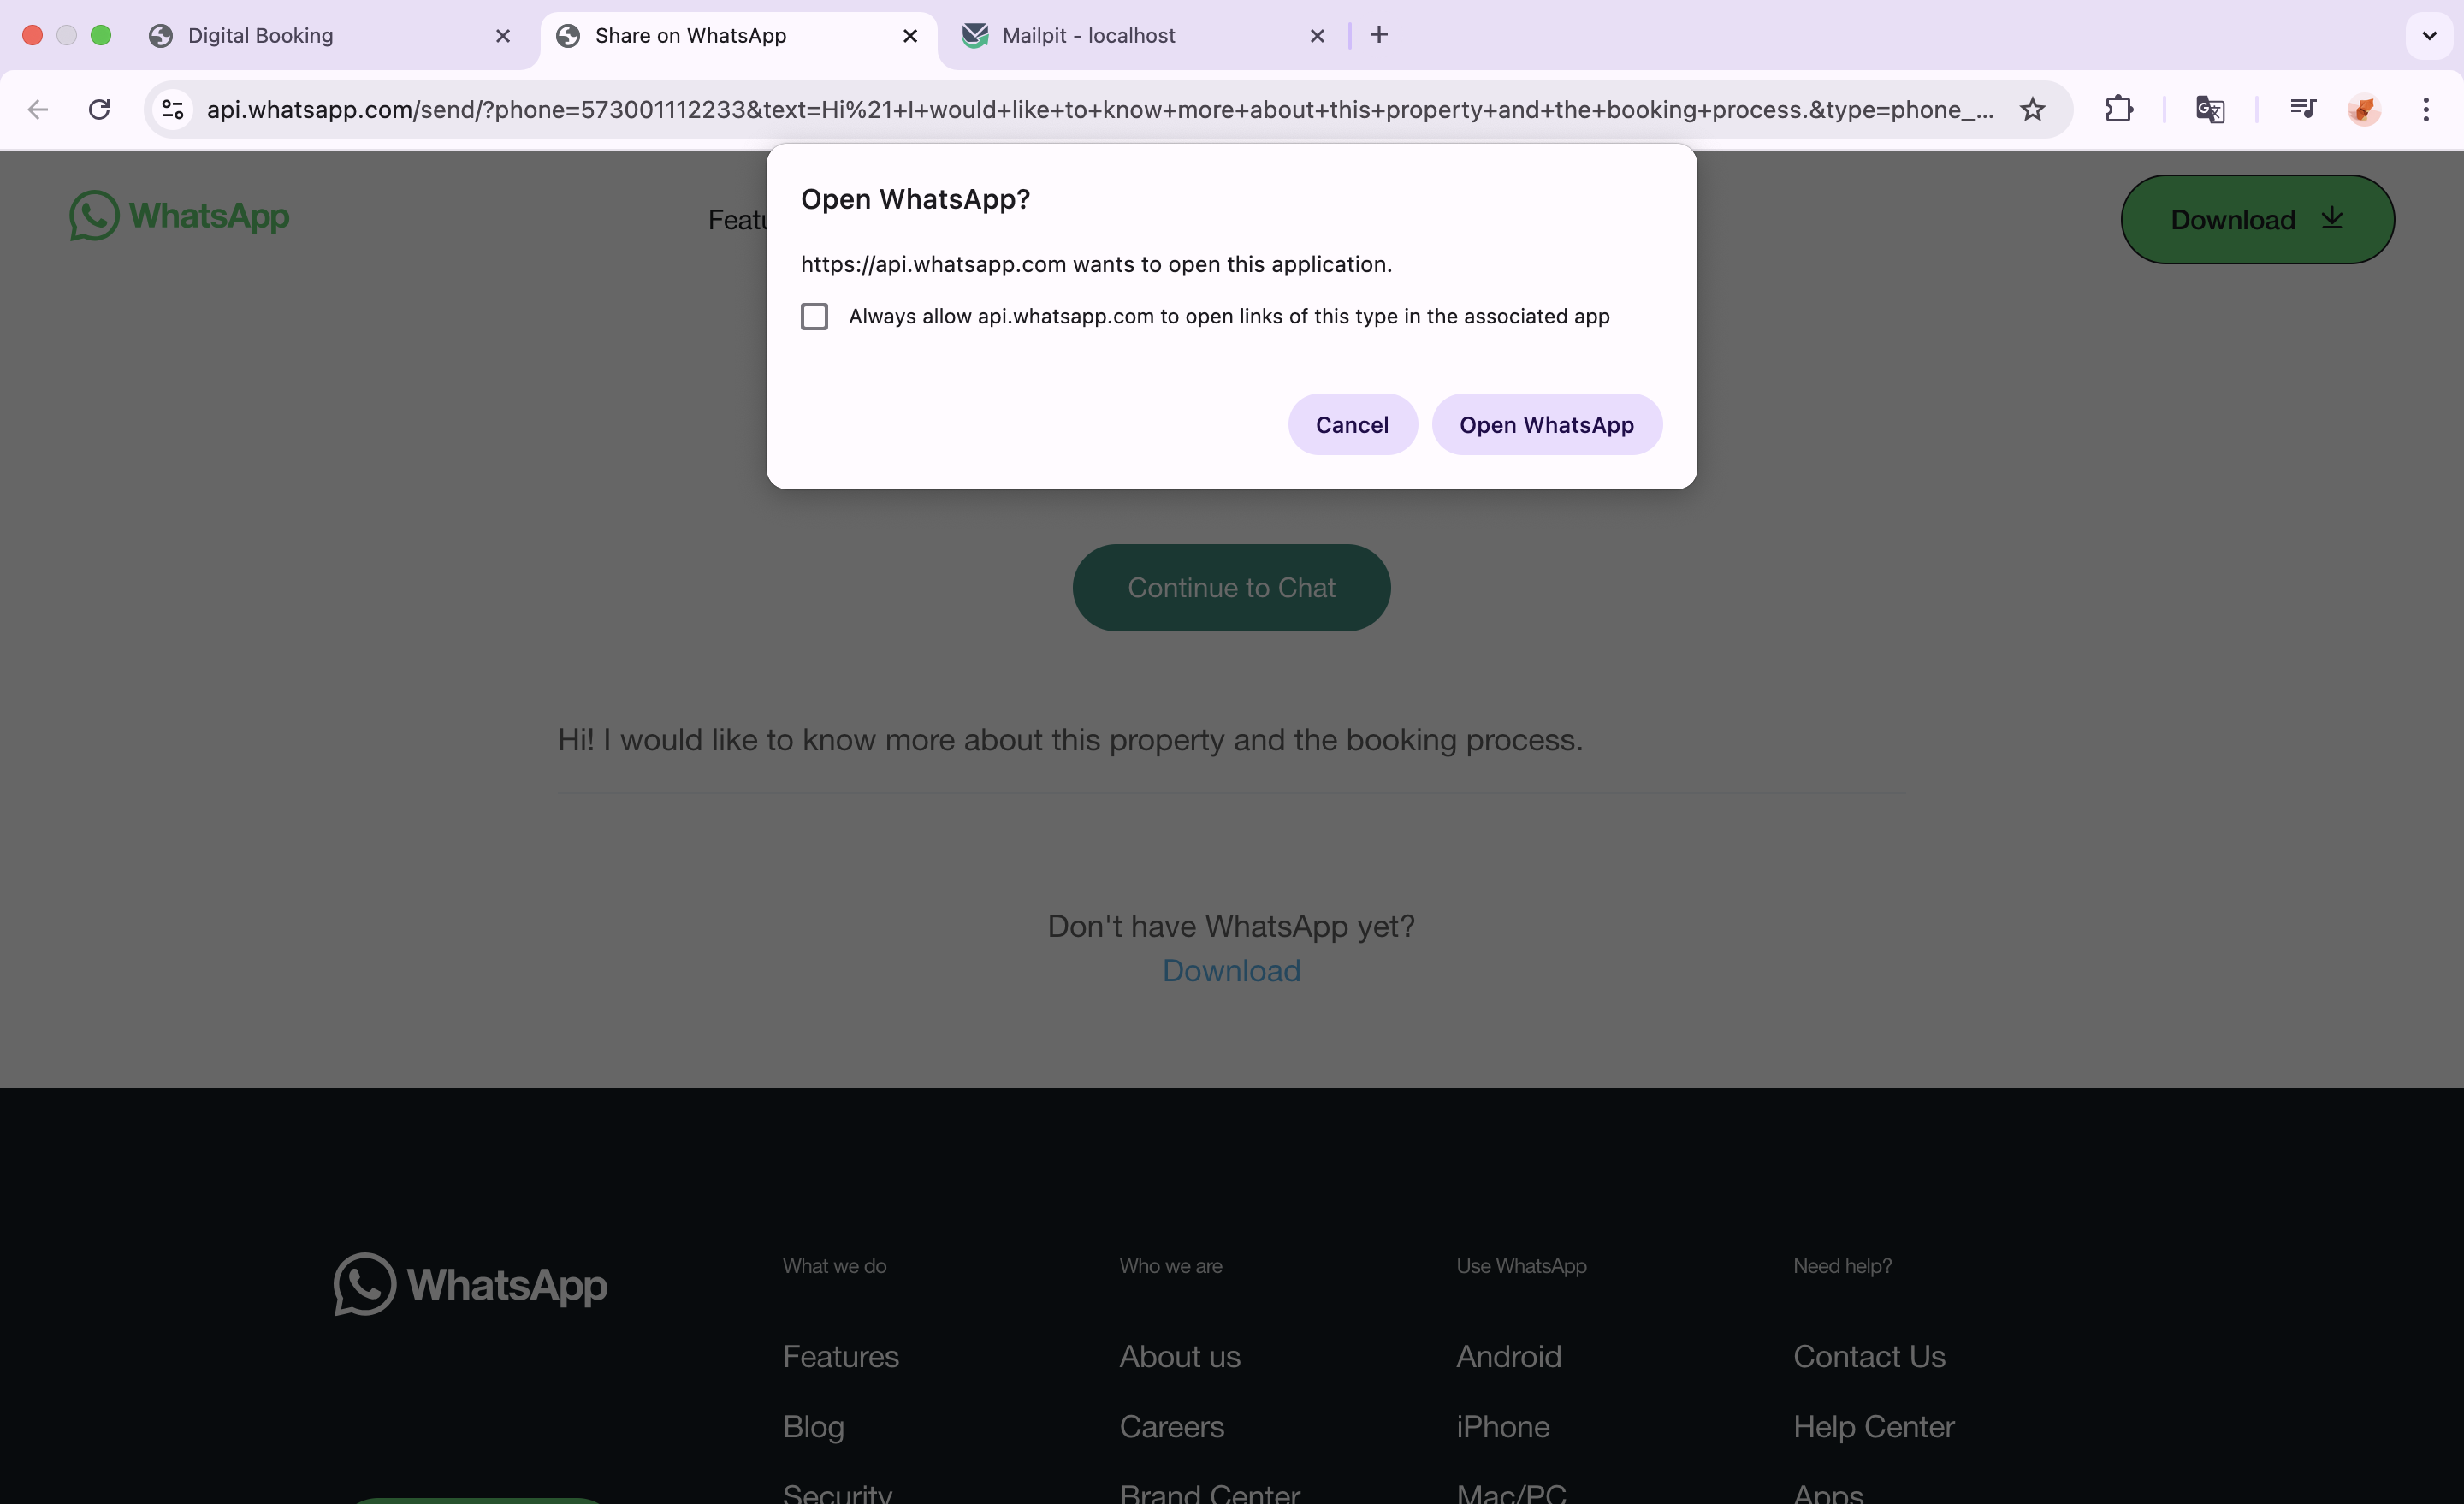 Digital Booking
Share on WhatsApp
Mailpit - localhost
api.whatsapp.com/send/?phone=573001112233&text=Hi%21+I+would+like+to+know+more+about+this+property+and+the+booking+process.&type=phone_...
WhatsApp
Featu
Download
Open WhatsApp?
https://api.whatsapp.com wants to open this application.
Always allow api.whatsapp.com to open links of this type in the associated app
Cancel
Open WhatsApp
Continue to Chat
Hi! I would like to know more about this property and the booking process.
Don't have WhatsApp yet?
Download
WhatsApp
What we do
Who we are
Use WhatsApp
Need help?
Features
About us
Android
Contact Us
Blog
Careers
iPhone
Help Center
Security
Brand Center
Mac/PC
Apps